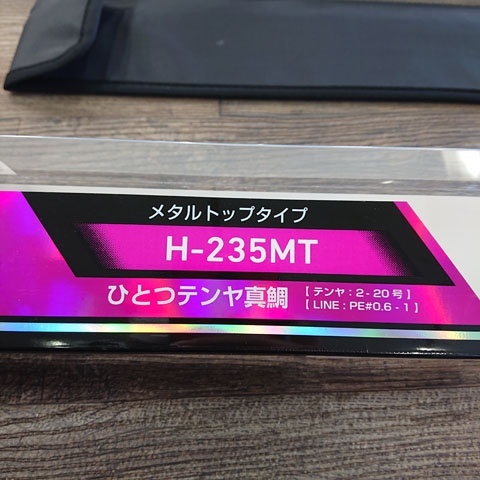 メタルトップタイプ
H-235MT
ひとつテンヤ真鯛 [ テンヤ : 2 - 20 号 ]
[ LINE : PE#0.6 - 1 ]